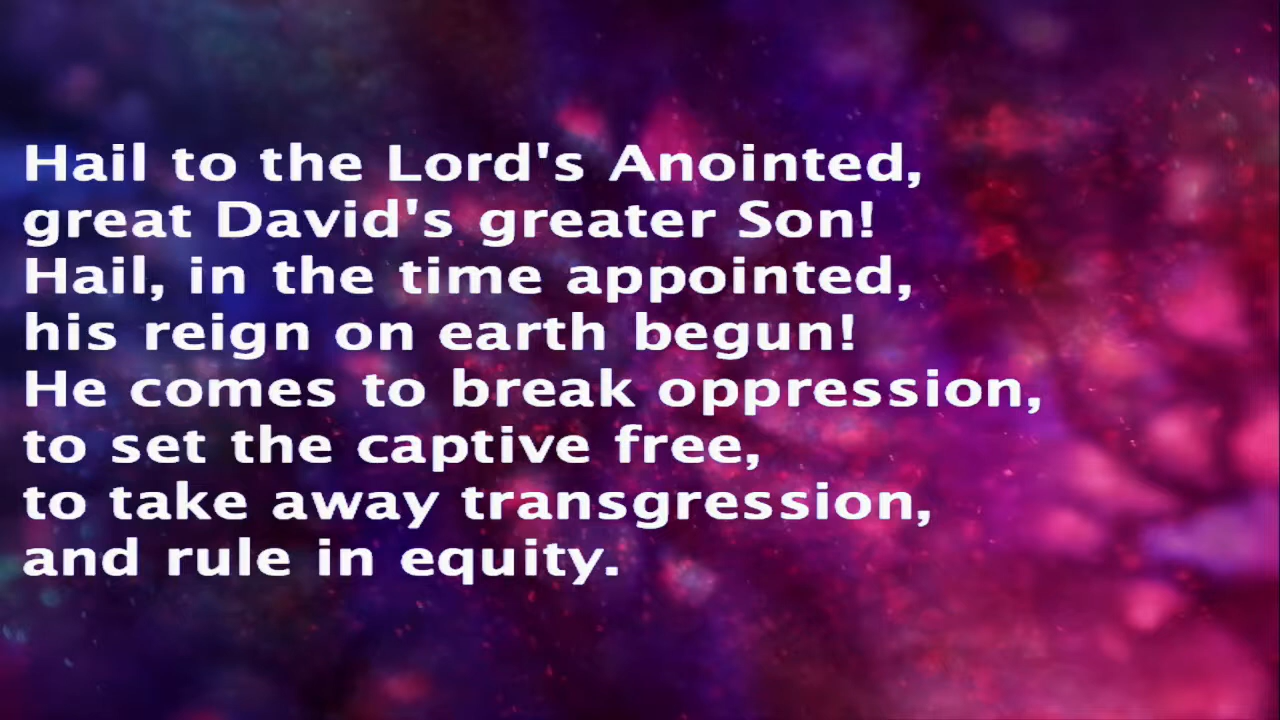 Hail to the Lord's Anointed,
great David's greater Son!
Hail, in the time appointed,
his reign on earth begun!
He comes to break oppression,
to set the captive free,
to take away transgression,
and rule in equity.